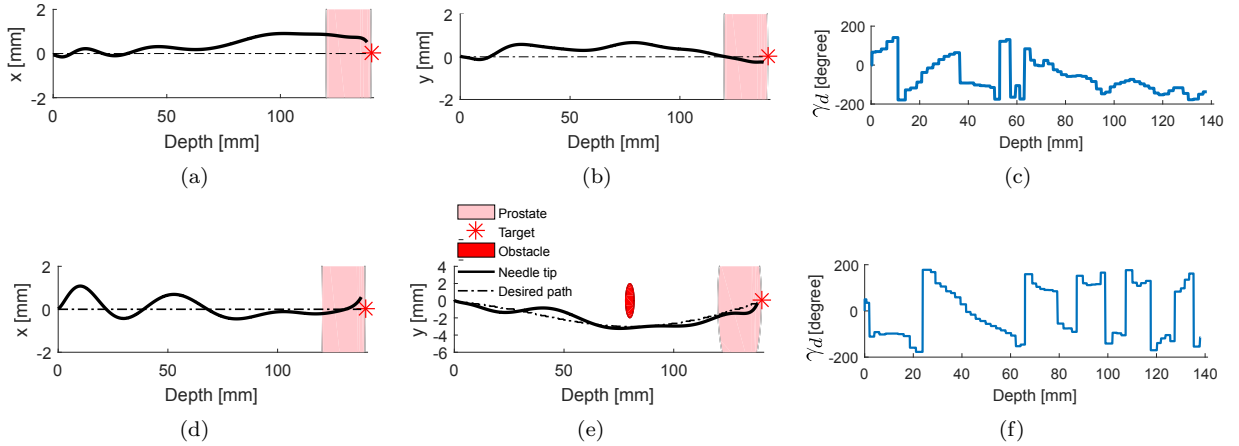 2
0
-2
x [mm]
0 50 100
Depth [mm]
(a)
2
0
-2
y [mm]
0 50 100
Depth [mm]
(b)
200
0
-200
γd [degree]
0 20 40 60 80 100 120 140
Depth [mm]
(c)
2
0
-2
x [mm]
0 50 100
Depth [mm]
(d)
Prostate
Target
Obstacle
Needle tip
Desired path
4
2
0
-2
-4
-6
y [mm]
0 50 100
Depth [mm]
(e)
200
0
-200
γd [degree]
0 20 40 60 80 100 120 140
Depth [mm]
(f)